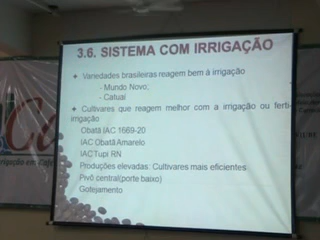 3.6. SISTEMA COM IRRIGAÇÃO
Variedades brasileiras reagem bem à irrigação
- Mundo Novo;
- Catuaí
Cultivares que reagem melhor com a irrigação ou ferti-
irrigação
Obatã IAC 1669-20
IAC Obatã Amarelo
IAC Tupi RN
Produções elevadas: Cultivares mais eficientes
Pivô central(porte baixo)
Gotejamento